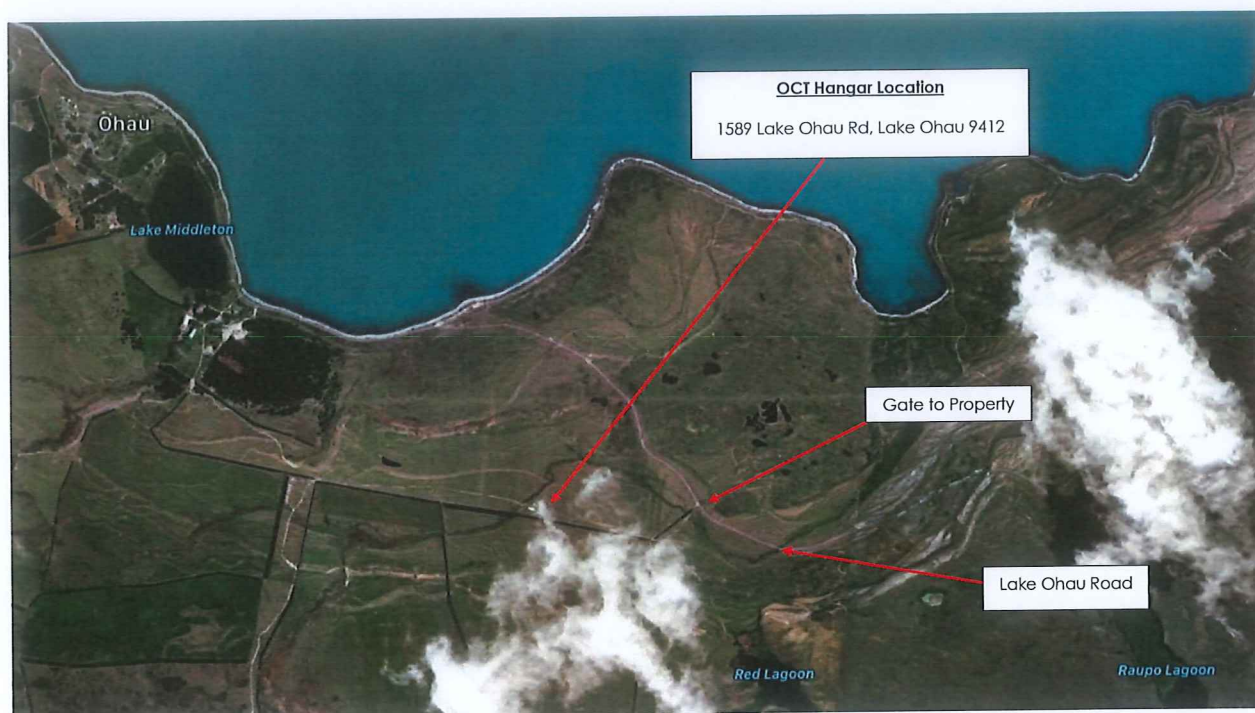 OCT Hangar Location
1589 Lake Ohau Rd, Lake Ohau 9412
Ohau
Lake Middleton
Gate to Property
Lake Ohau Road
Red Lagoon
Raupo Lagoon